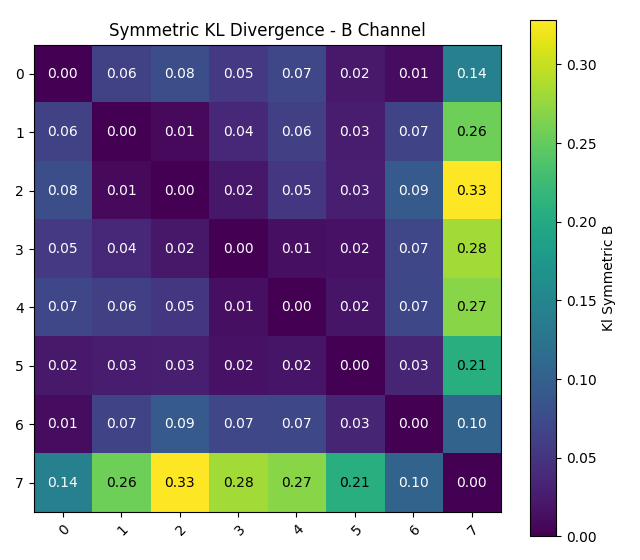 Symmetric KL Divergence - B Channel
0 0.00 0.06 0.08 0.05 0.07 0.02 0.01 0.14
1 0.06 0.00 0.01 0.04 0.06 0.03 0.07 0.26
2 0.08 0.01 0.00 0.02 0.05 0.03 0.09 0.33
3 0.05 0.04 0.02 0.00 0.01 0.02 0.07 0.28
4 0.07 0.06 0.05 0.01 0.00 0.02 0.07 0.27
5 0.02 0.03 0.03 0.02 0.02 0.00 0.03 0.21
6 0.01 0.07 0.09 0.07 0.07 0.03 0.00 0.10
7 0.14 0.26 0.33 0.28 0.27 0.21 0.10 0.00
0 1 2 3 4 5 6 7
0.30
0.25
0.20
0.15
0.10
0.05
0.00
Kl Symmetric B